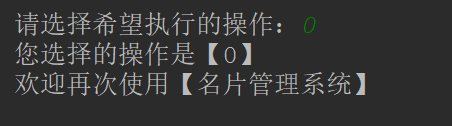 请选择希望执行的操作：0
您选择的操作是【0】
欢迎再次使用【名片管理系统】